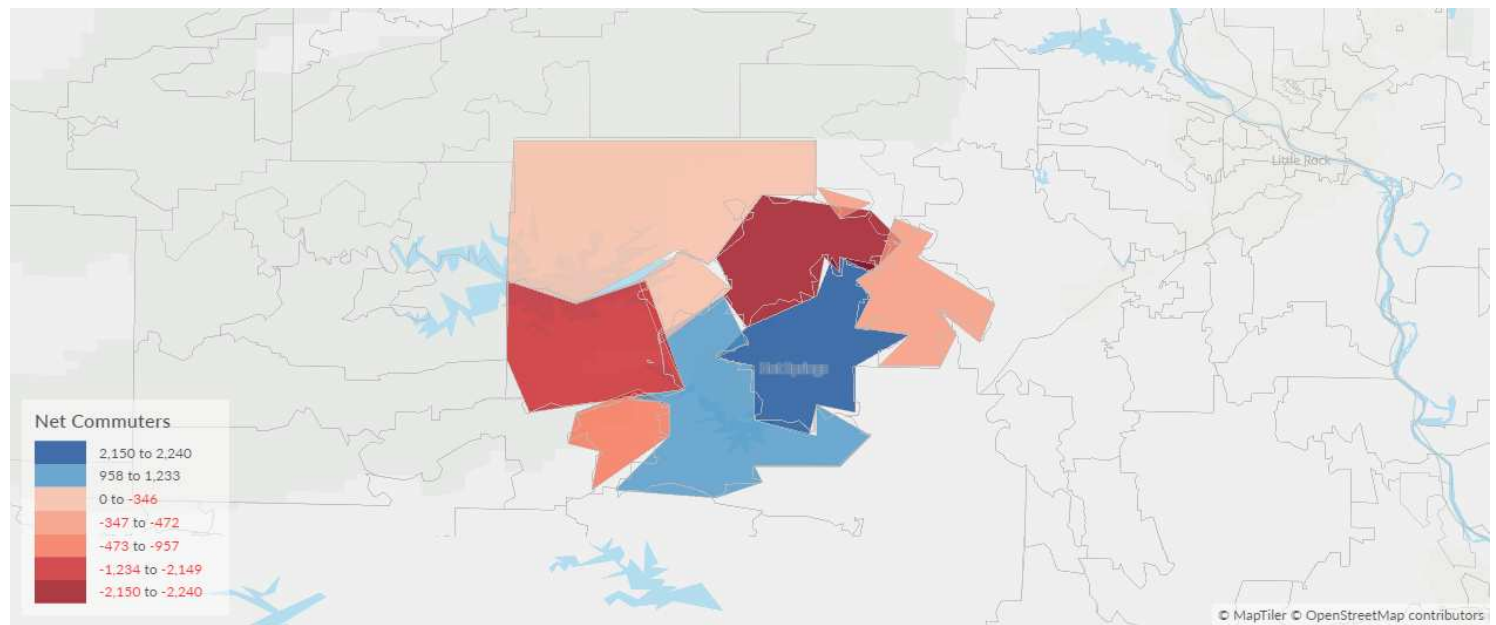 Little Rock
Hot Springs
Net Commuters
2,150 to 2,240
958 to 1,233
0 to -346
-347 to -472
-473 to -957
-1,234 to -2,149
-2,150 to -2,240
© MapTiler © OpenStreetMap contributors